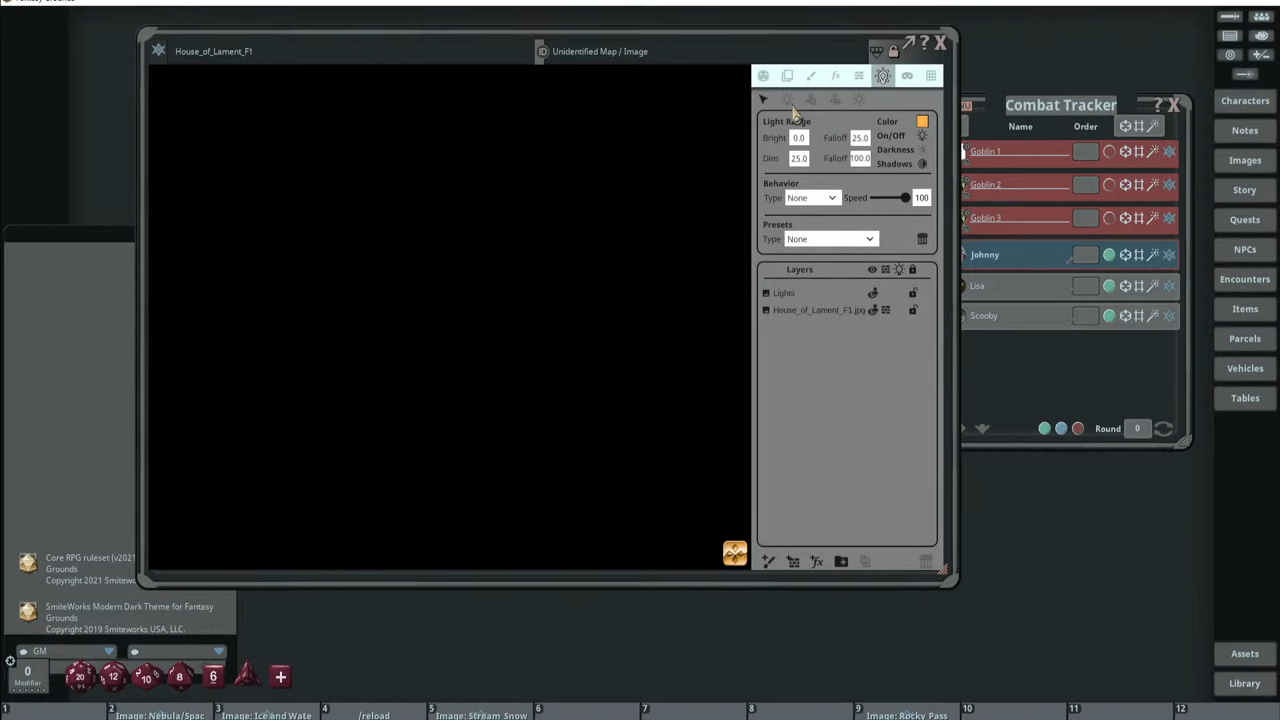 House_of_Lament_F1
ID Unidentified Map / Image
? X
Light Range
Color
Bright 0.0 Falloff 25.0
On/Off
Dim 25.0 Falloff 100.0
Darkness
Shadows
Behavior
Type None Speed 100
Presets
Type None
Layers
Lights
House_of_Lament_F1.jpg
Combat Tracker
? X
Name Order
Goblin 1
Goblin 2
Goblin 3
Johnny
Lisa
Scooby
Round 0
Characters
Notes
Images
Story
Quests
NPCs
Encounters
Items
Parcels
Vehicles
Tables
Assets
Library
Core RPG ruleset (v2021
Grounds
Copyright 2021 Smiteworks
SmiteWorks Modern Dark Theme for Fantasy
Grounds
Copyright 2019 Smiteworks USA, LLC.
GM
0
Modifier
20 12 10 8 6 +
1 2 3 4 5 6 7 8 9 10 11 12
Image: Nebula/Spac Image: Ice and Wate /reload Image: Stream Snow Image: Rocky Pass